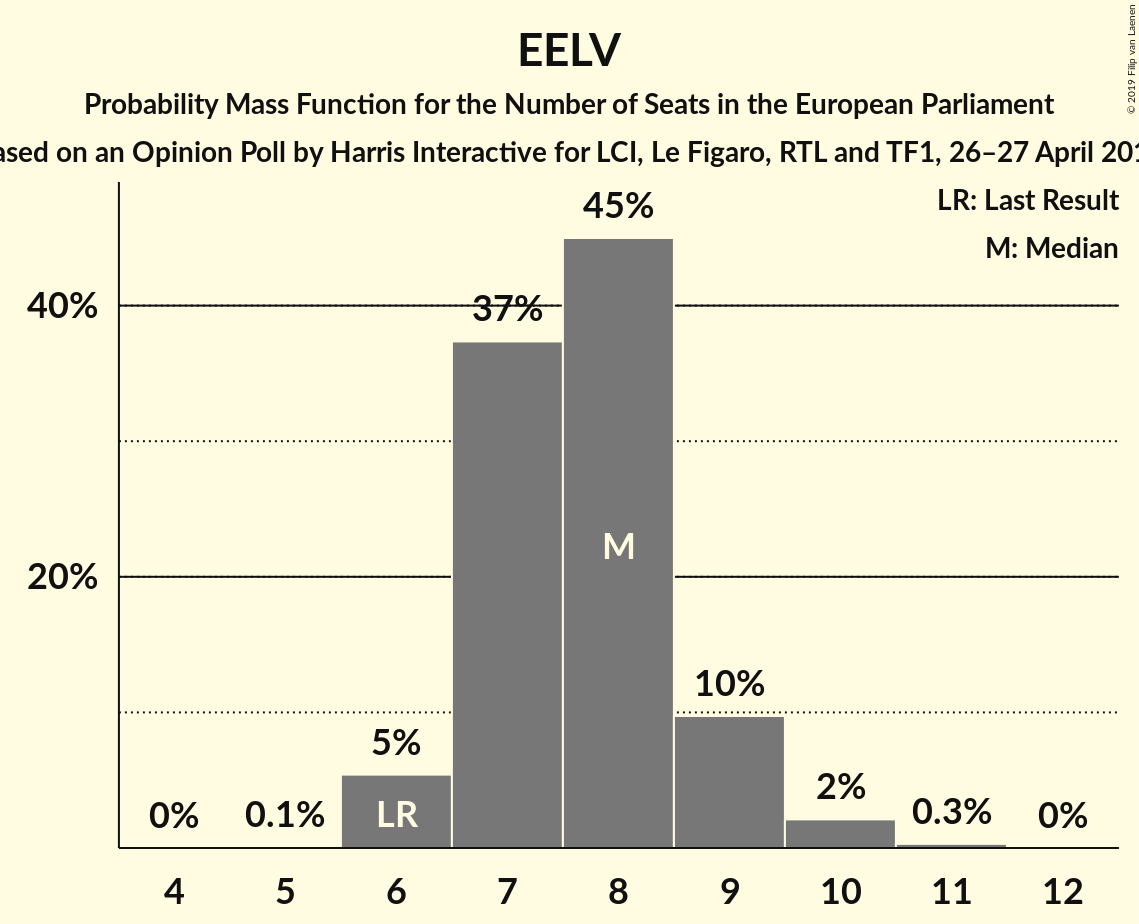 EELV
Probability Mass Function for the Number of Seats in the European Parliament
ased on an Opinion Poll by Harris Interactive for LCI, Le Figaro, RTL and TF1, 26–27 April 201
© 2019 Filip van Laenen
LR: Last Result
M: Median
45%
40%
37%
M
20%
10%
5%
2%
LR
0%
0.1%
0.3%
0%
4 5 6 7 8 9 10 11 12